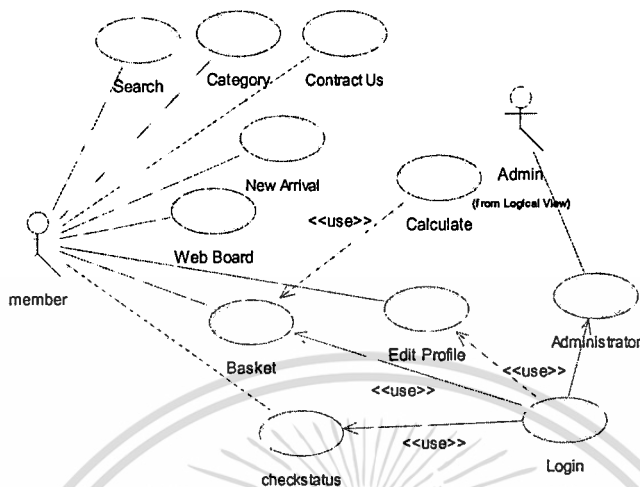 Search
Category
Contract Us
New Arrival
Admin
(from Logical View)
<<use>>
Calculate
Web Board
member
Basket
Edit Profile
Administrator
<<use>>
<<use>>
<<use>>
checkstatus
Login